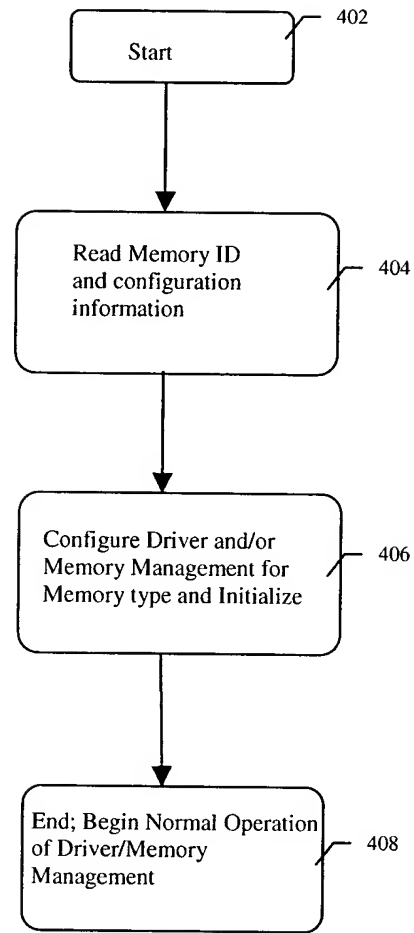 402
Start
Read Memory ID
and configuration
information
404
Configure Driver and/or
Memory Management for
Memory type and Initialize
406
End; Begin Normal Operation
of Driver/Memory
Management
408